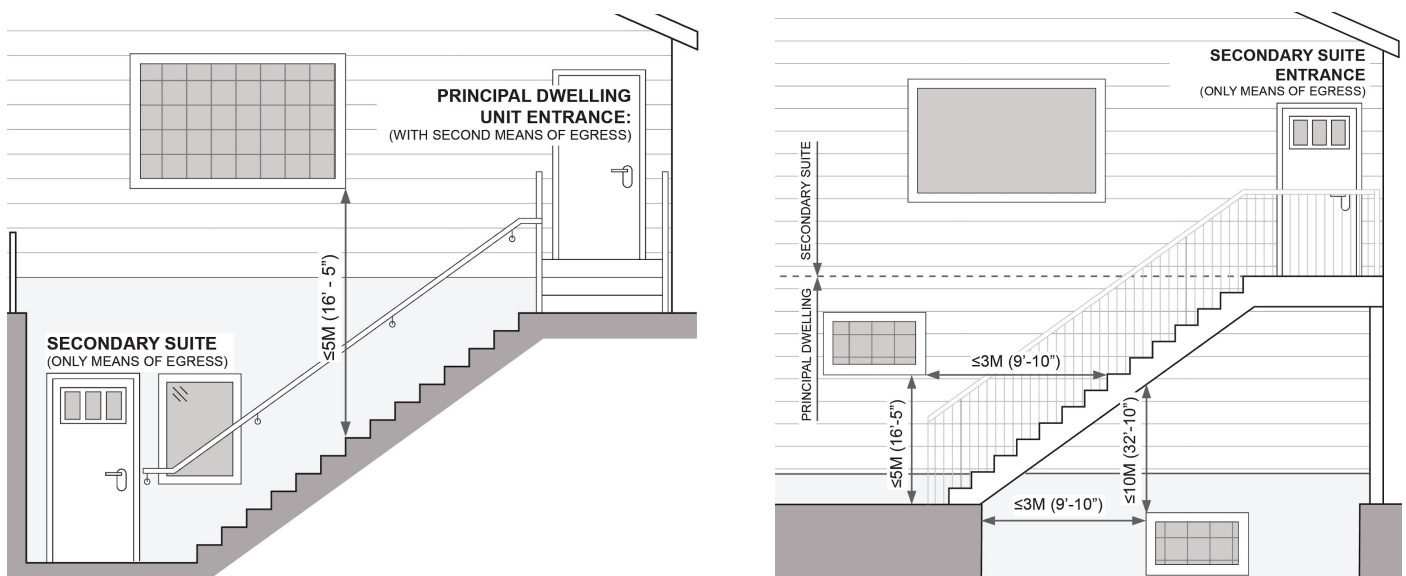 PRINCIPAL DWELLING
UNIT ENTRANCE:
(WITH SECOND MEANS OF EGRESS)
≤5M (16' - 5”)
SECONDARY SUITE
(ONLY MEANS OF EGRESS)
SECONDARY SUITE
ENTRANCE
(ONLY MEANS OF EGRESS)
SECONDARY SUITE
PRINCIPAL DWELLING
≤3M (9’-10”)
≤5M (16’-5”)
≤10M (32’-10”)
≤3M (9’-10”)